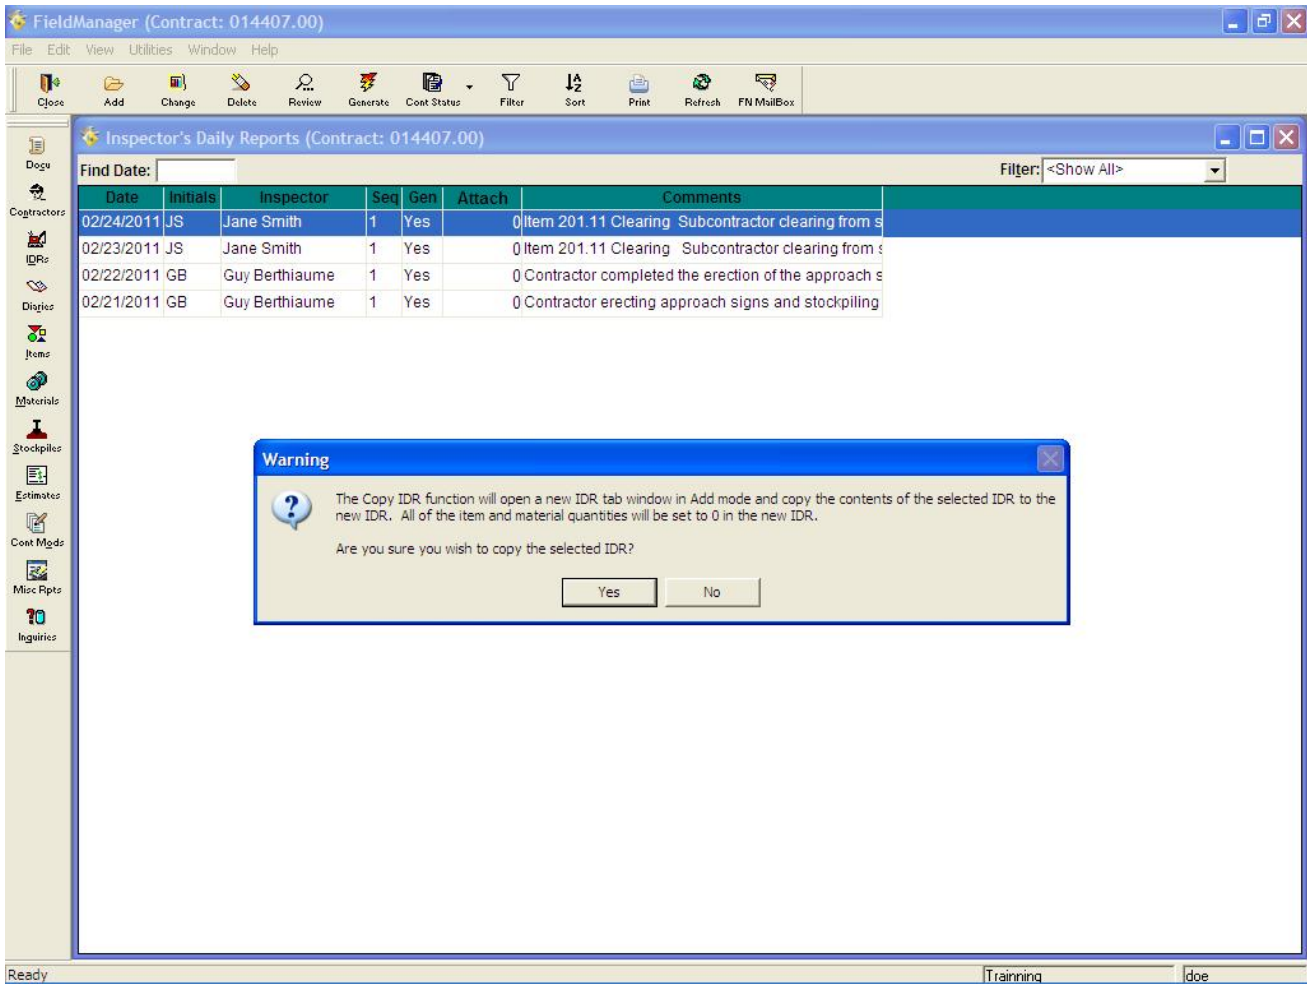 FieldManager (Contract: 014407.00)
File Edit View Utilities Window Help
Close Add Change Delete Review Generate Cont Status Filter Sort Print Refresh FN MailBox
Inspector's Daily Reports (Contract: 014407.00)
Find Date: Filter: <Show All>
Date Initials Inspector Seq Gen Attach Comments
02/24/2011 JS Jane Smith 1 Yes 0 Item 201.11 Clearing Subcontractor clearing from s
02/23/2011 JS Jane Smith 1 Yes 0 Item 201.11 Clearing Subcontractor clearing from s
02/22/2011 GB Guy Berthiaume 1 Yes 0 Contractor completed the erection of the approach s
02/21/2011 GB Guy Berthiaume 1 Yes 0 Contractor erecting approach signs and stockpiling
Docu
Contractors
IDRs
Diaries
Items
Materials
Stockpiles
Estimates
Cont Mods
Misc Rpts
Inquiries
Warning
The Copy IDR function will open a new IDR tab window in Add mode and copy the contents of the selected IDR to the
new IDR. All of the item and material quantities will be set to 0 in the new IDR.
Are you sure you wish to copy the selected IDR?
Yes No
Ready Trainning doe